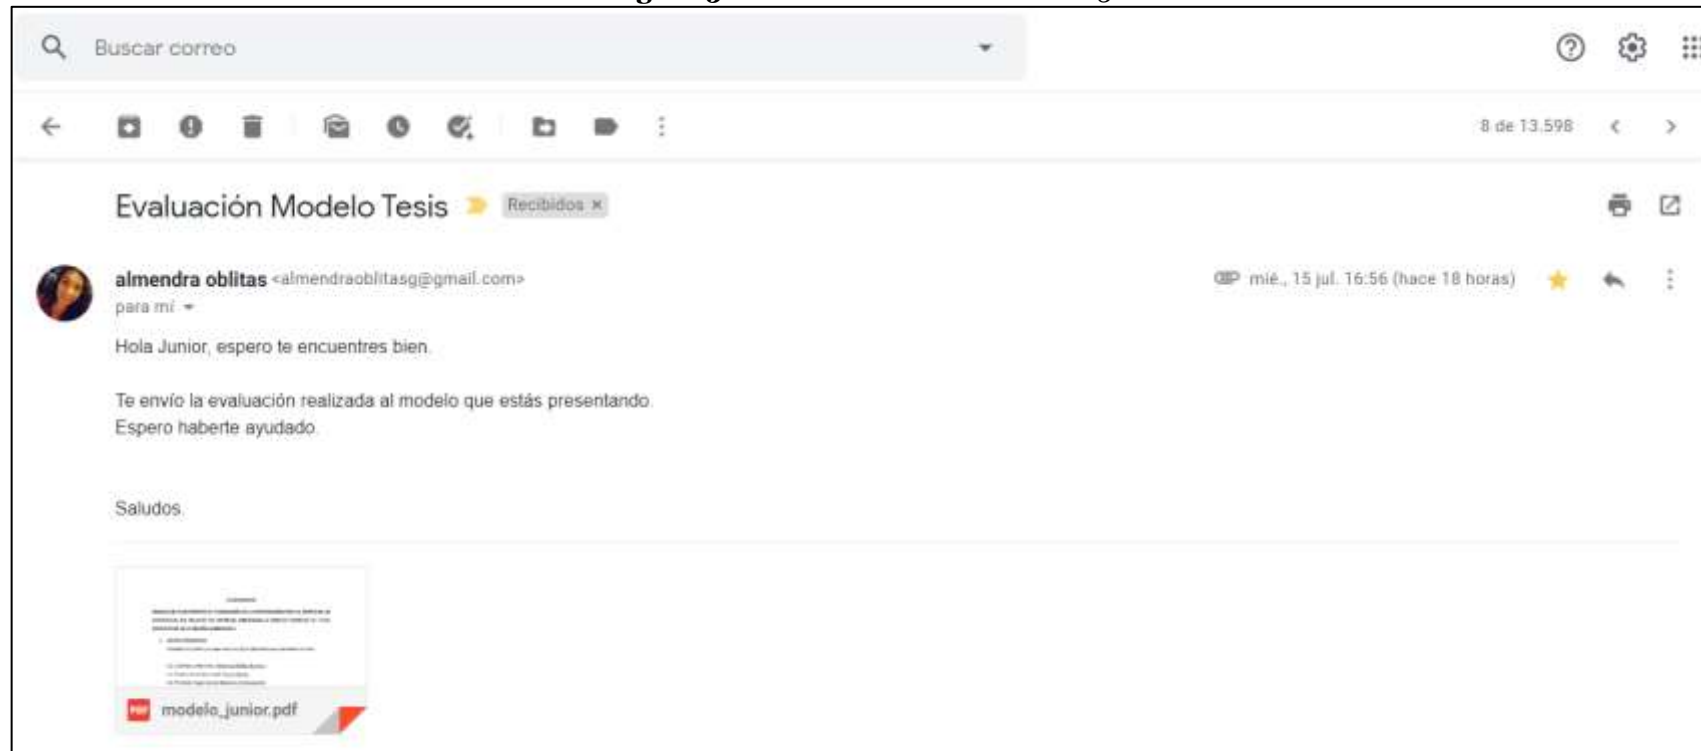 Buscar correo
8 de 13.598
Evaluación Modelo Tesis Recibidos ×
almendra oblitas <almendraoblitasg@gmail.com>
mié., 15 jul. 16:56 (hace 18 horas)
para mí
Hola Junior, espero te encuentres bien.
Te envío la evaluación realizada al modelo que estás presentando.
Espero haberte ayudado.
Saludos.
PDF modelo_junior.pdf